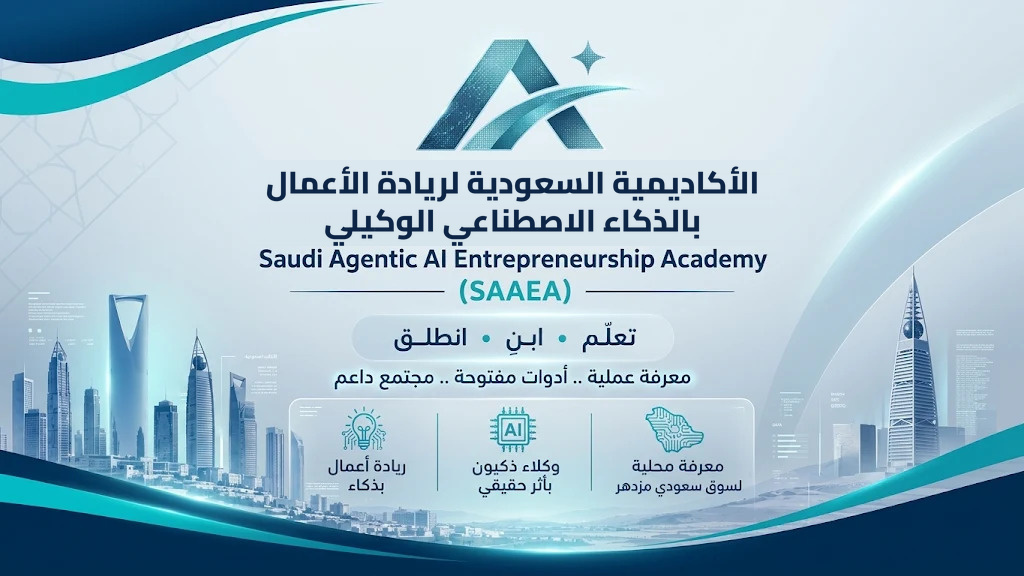 الأكاديمية السعودية لريادة الأعمال
بالذكاء الاصطناعي الوكيلي
Saudi Agentic AI Entrepreneurship Academy
(SAAEA)
تعلّم • ابنِ • انطلق
معرفة عملية .. أدوات مفتوحة .. مجتمع داعم
معرفة محلية
لسوق سعودي مزدهر
AI
وكلاء ذكيون
بأثر حقيقي
ريادة أعمال
بذكاء